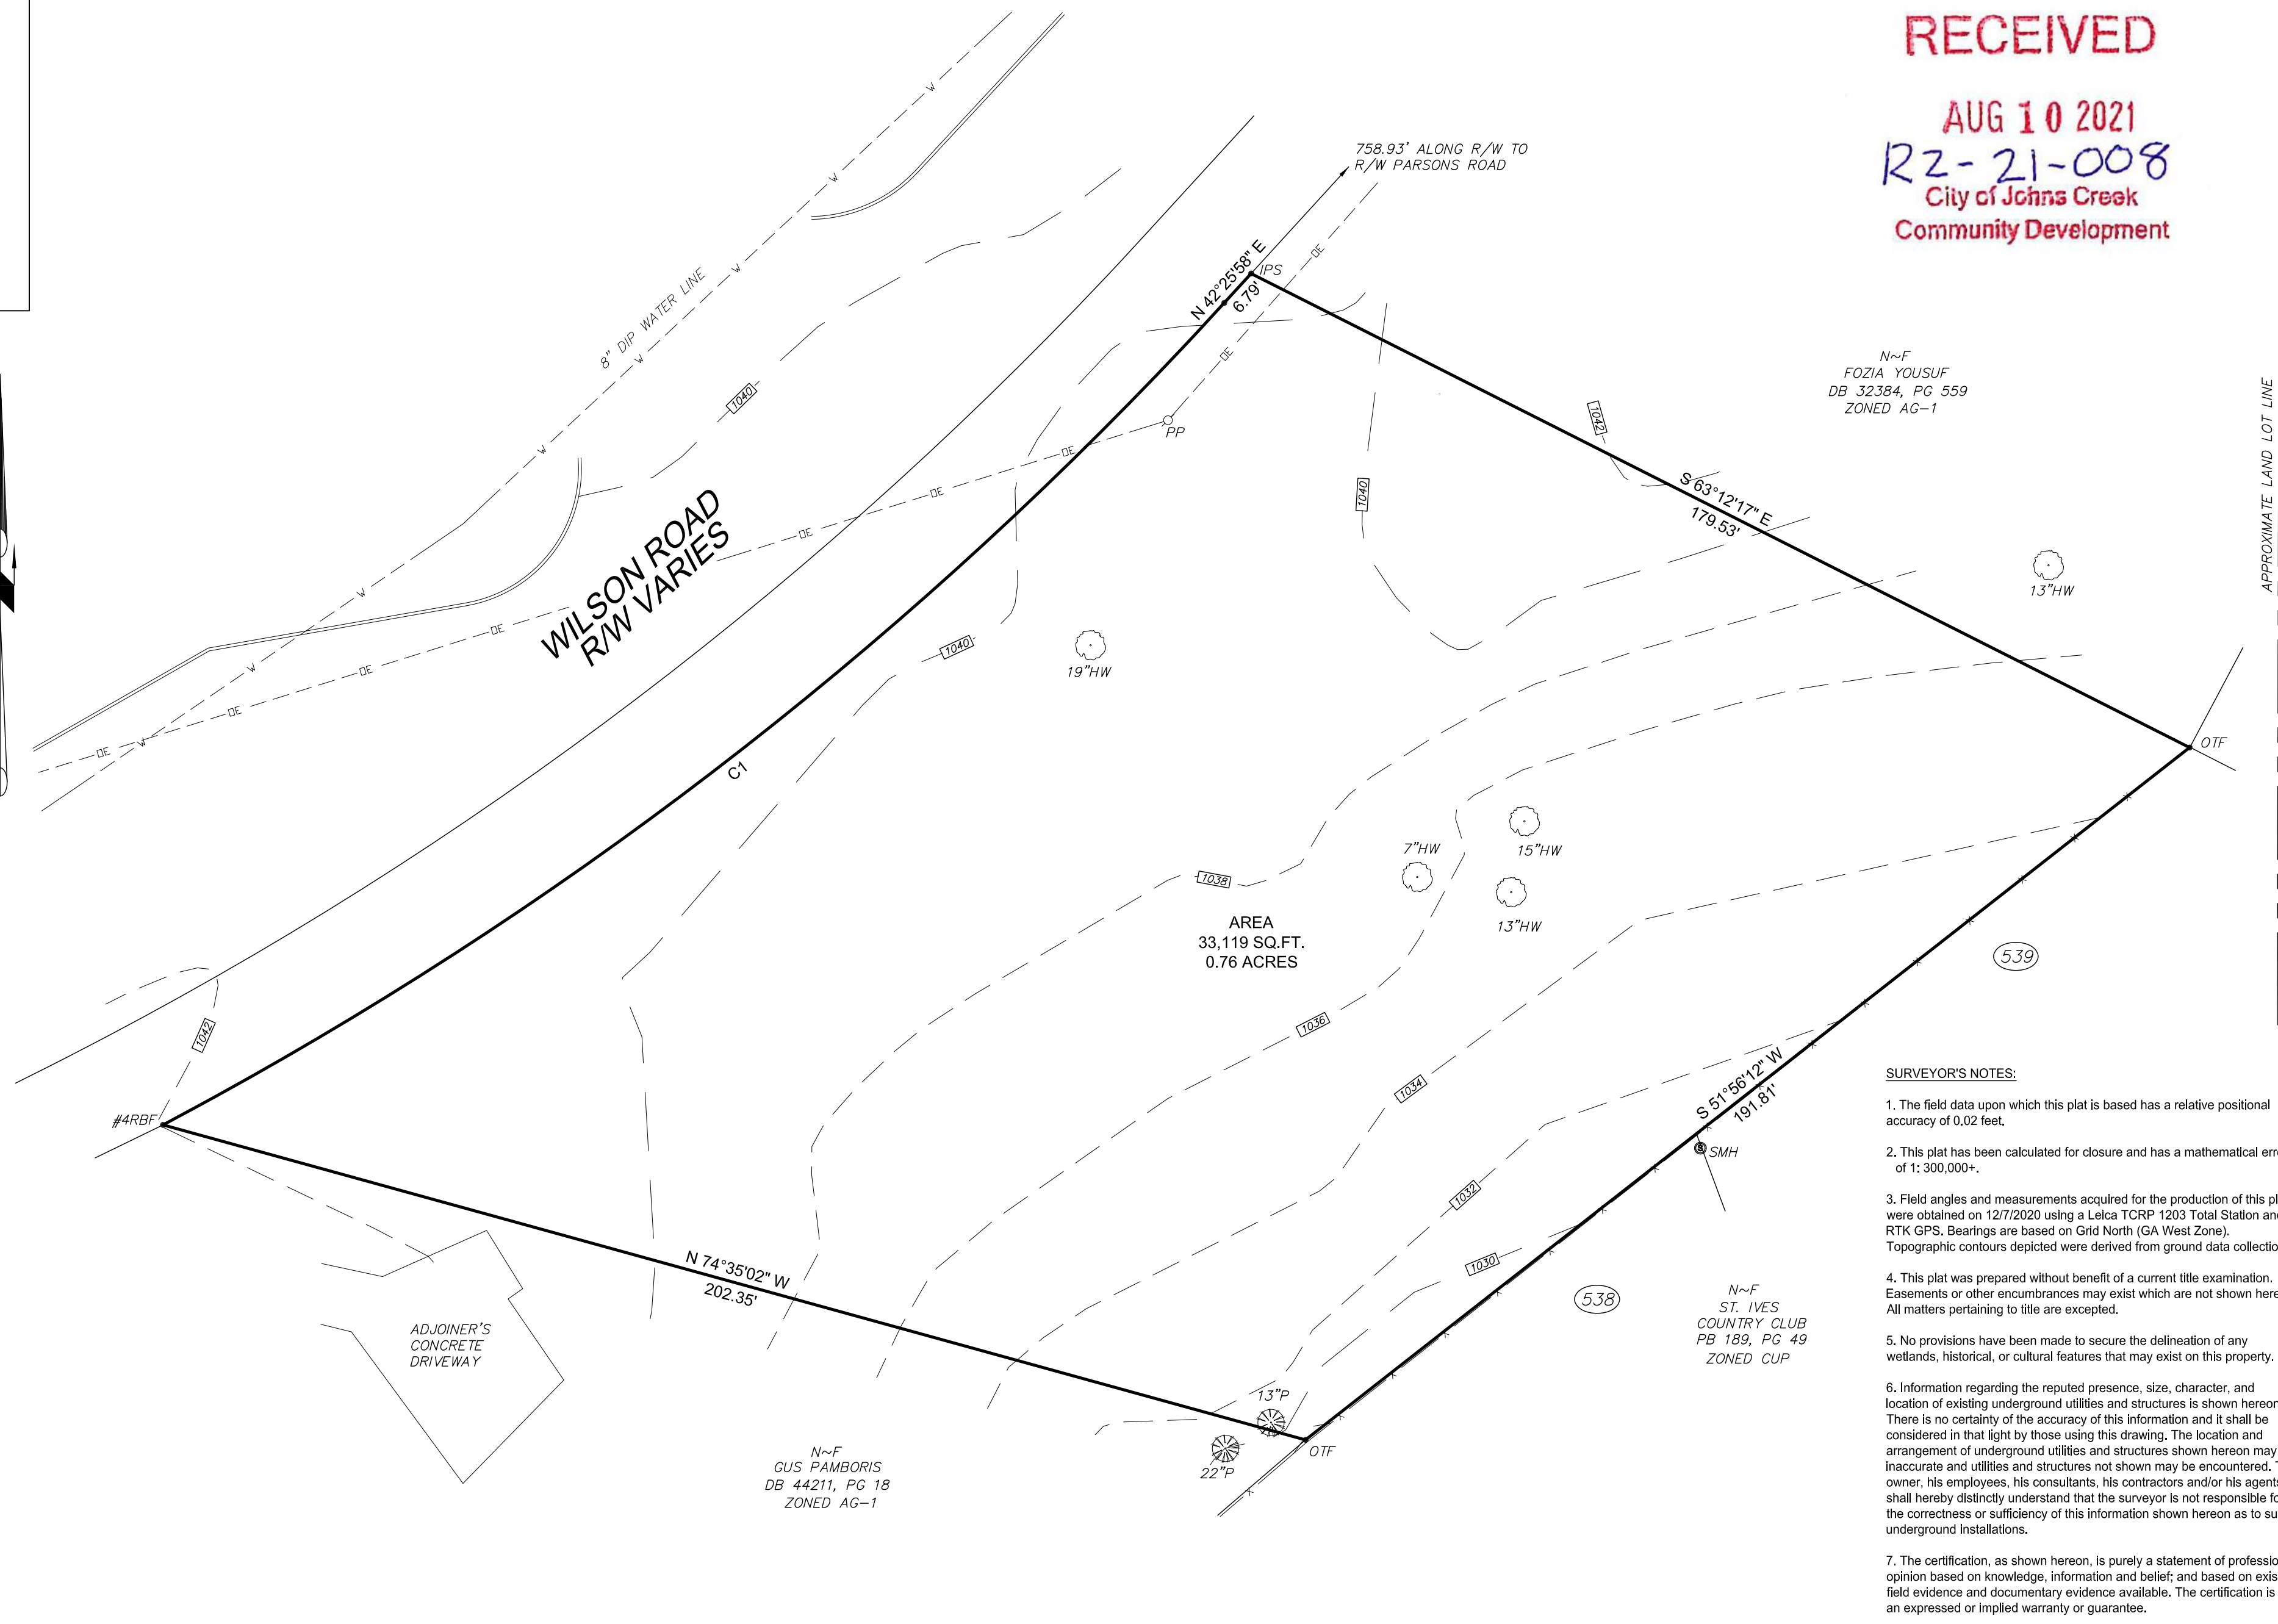 RECEIVED
AUG 10 2021
RZ-21-008
City of Johns Creek
Community Development
758.93' ALONG R/W TO
R/W PARSONS ROAD
N 42°25'58" E
6.79'
IPS
OE
OE
W
W
W
W
W
W
W
W
8" DIP WATER LINE
1040
N~F
FOZIA YOUSUF
DB 32384, PG 559
ZONED AG-1
APPROXIMATE LAND LOT LINE
1042
PP
OE
OE
OE
OE
OE
OE
OE
1040
S 63°12'17" E
179.53'
WILSON ROAD
R/W VARIES
13"HW
1040
19"HW
OTF
C1
7"HW
15"HW
13"HW
1038
AREA
33,119 SQ.FT.
0.76 ACRES
539
1042
1036
1034
S 51°56'12" W
191.81'
#4RBF
SMH
1032
1030
N 74°35'02" W
202.35'
538
N~F
ST. IVES
COUNTRY CLUB
PB 189, PG 49
ZONED CUP
ADJOINER'S
CONCRETE
DRIVEWAY
13"P
OTF
22"P
N~F
GUS PAMBORIS
DB 44211, PG 18
ZONED AG-1
SURVEYOR'S NOTES:
1. The field data upon which this plat is based has a relative positional
accuracy of 0.02 feet.
2. This plat has been calculated for closure and has a mathematical err
of 1: 300,000+.
3. Field angles and measurements acquired for the production of this pl
were obtained on 12/7/2020 using a Leica TCRP 1203 Total Station an
RTK GPS. Bearings are based on Grid North (GA West Zone).
Topographic contours depicted were derived from ground data collectio
4. This plat was prepared without benefit of a current title examination.
Easements or other encumbrances may exist which are not shown here
All matters pertaining to title are excepted.
5. No provisions have been made to secure the delineation of any
wetlands, historical, or cultural features that may exist on this property.
6. Information regarding the reputed presence, size, character, and
location of existing underground utilities and structures is shown hereon
There is no certainty of the accuracy of this information and it shall be
considered in that light by those using this drawing. The location and
arrangement of underground utilities and structures shown hereon may
inaccurate and utilities and structures not shown may be encountered. T
owner, his employees, his consultants, his contractors and/or his agents
shall hereby distinctly understand that the surveyor is not responsible fo
the correctness or sufficiency of this information shown hereon as to su
underground installations.
7. The certification, as shown hereon, is purely a statement of professio
opinion based on knowledge, information and belief; and based on exis
field evidence and documentary evidence available. The certification is
an expressed or implied warranty or guarantee.